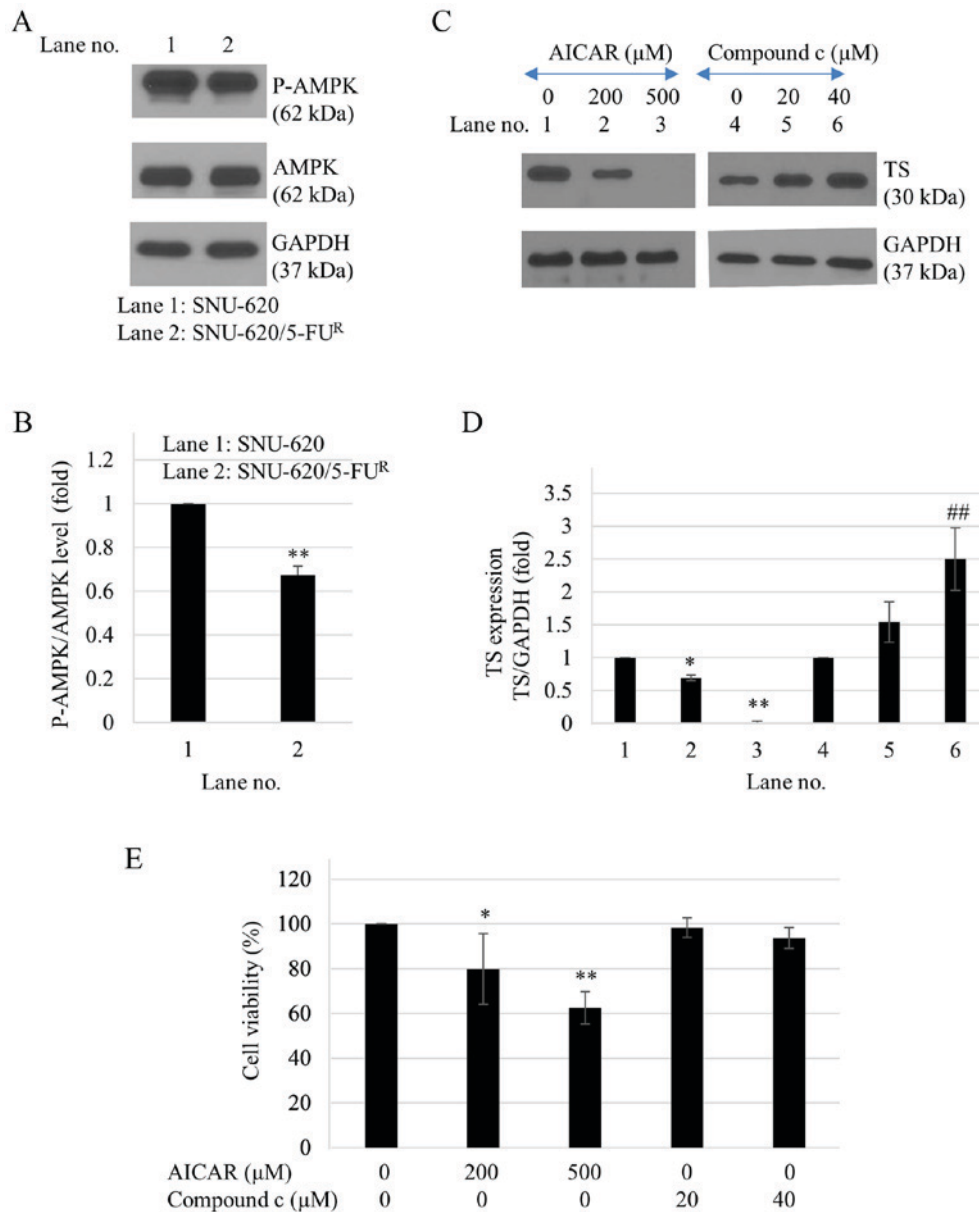 A
Lane no. 1 2
P-AMPK
(62 kDa)
AMPK
(62 kDa)
GAPDH
(37 kDa)
Lane 1: SNU-620
Lane 2: SNU-620/5-FUᴿ
C
AICAR (µM) Compound c (µM)
0 200 500 0 20 40
Lane no. 1 2 3 4 5 6
TS
(30 kDa)
GAPDH
(37 kDa)
B
Lane 1: SNU-620
Lane 2: SNU-620/5-FUᴿ
P-AMPK/AMPK level (fold)
1.2
1
0.8
0.6
0.4
0.2
0
**
1 2
Lane no.
D
TS expression
TS/GAPDH (fold)
3.5
3
2.5
2
1.5
1
0.5
0
*
**
##
1 2 3 4 5 6
Lane no.
E
Cell viability (%)
120
100
80
60
40
20
0
*
**
AICAR (µM) 0 200 500 0 0
Compound c (µM) 0 0 0 20 40